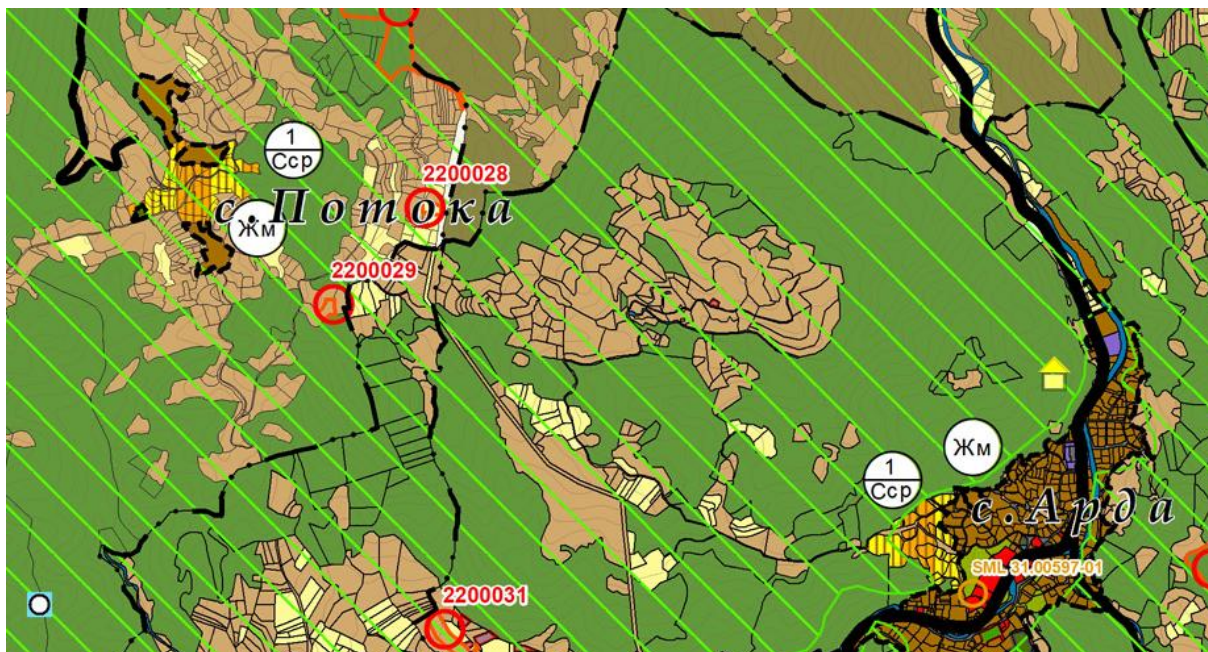 1
Сср
2200028
с. Потока
Жм
2200029
Жм
1
Сср
с. Арда
SML 31.00597-01
2200031